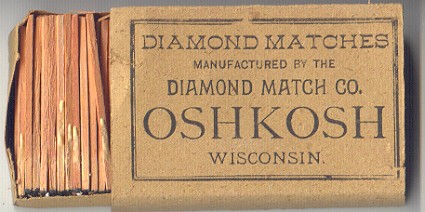 DIAMOND MATCHES
MANUFACTURED BY THE
DIAMOND MATCH CO.
OSHKOSH
WISCONSIN.